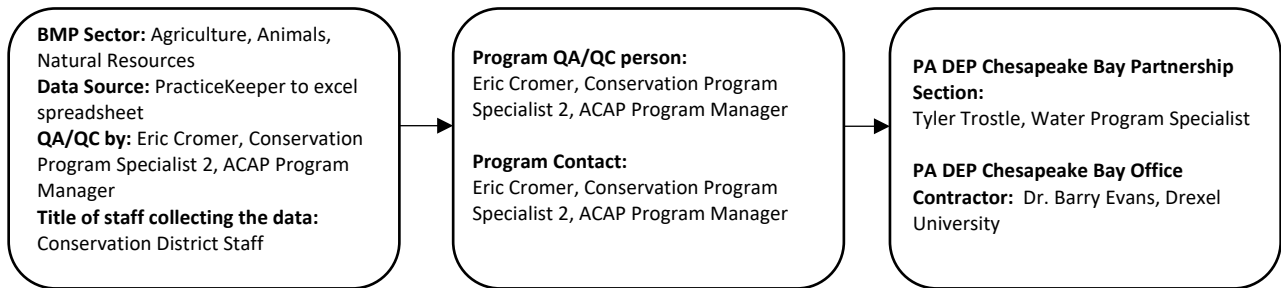 BMP Sector: Agriculture, Animals,
Natural Resources
Data Source: PracticeKeeper to excel
spreadsheet
QA/QC by: Eric Cromer, Conservation
Program Specialist 2, ACAP Program
Manager
Title of staff collecting the data:
Conservation District Staff
Program QA/QC person:
Eric Cromer, Conservation Program
Specialist 2, ACAP Program Manager
Program Contact:
Eric Cromer, Conservation Program
Specialist 2, ACAP Program Manager
PA DEP Chesapeake Bay Partnership
Section:
Tyler Trostle, Water Program Specialist
PA DEP Chesapeake Bay Office
Contractor: Dr. Barry Evans, Drexel
University